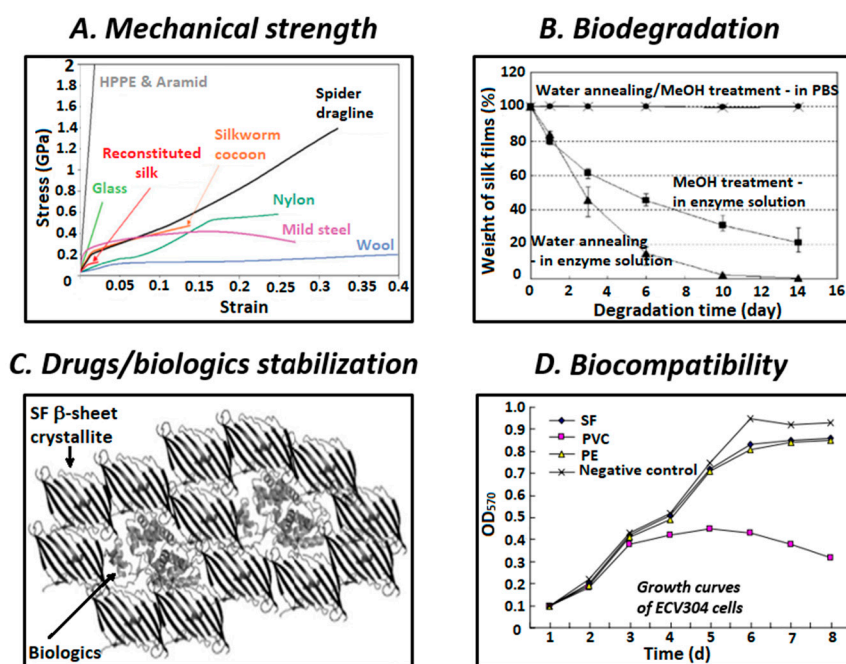 A. Mechanical strength
2
1.8
1.6
1.4
1.2
1
0.8
0.6
0.4
0.2
0
Stress (GPa)
HPPE & Aramid
Spider
dragline
Silkworm
cocoon
Reconstituted
silk
Glass
Nylon
Mild steel
Wool
0.05 0.1 0.15 0.2 0.25 0.3 0.4
Strain
B. Biodegradation
120
100
80
60
40
20
0
Weight of silk films (%)
Water annealing/MeOH treatment - in PBS
MeOH treatment -
in enzyme solution
Water annealing
- in enzyme solution
0 2 4 6 8 10 12 14 16
Degradation time (day)
C. Drugs/biologics stabilization
SF β-sheet
crystallite
Biologics
D. Biocompatibility
1.0
0.9
0.8
0.7
0.6
0.5
0.4
0.3
0.2
0.1
0
OD570
SF
PVC
PE
Negative control
Growth curves
of ECV304 cells
1 2 3 4 5 6 7 8
Time (d)